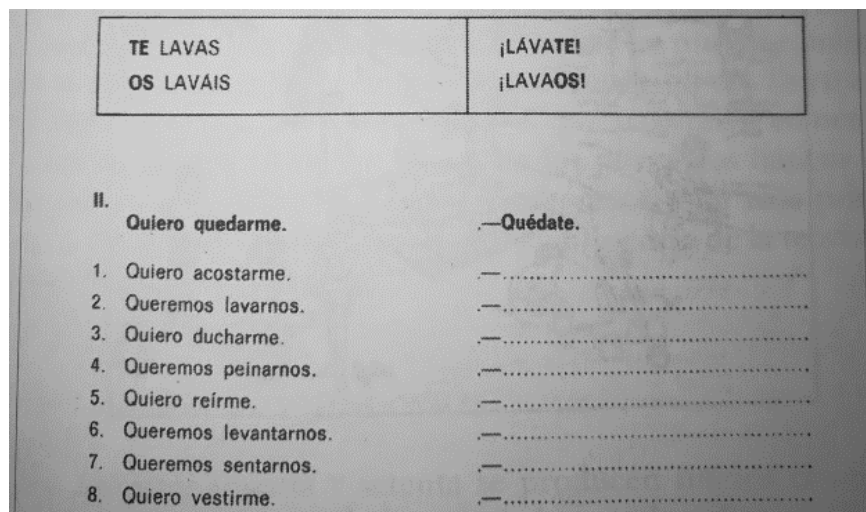 TE LAVAS ¡LÁVATE!
OS LAVÁIS ¡LAVAOS!
II.
Quiero quedarme. .—Quédate.
1. Quiero acostarme. .—........................................
2. Queremos lavarnos. .—........................................
3. Quiero ducharme. .—........................................
4. Queremos peinarnos. .—........................................
5. Quiero reírme. .—........................................
6. Queremos levantarnos. .—........................................
7. Queremos sentarnos. .—........................................
8. Quiero vestirme. .—........................................